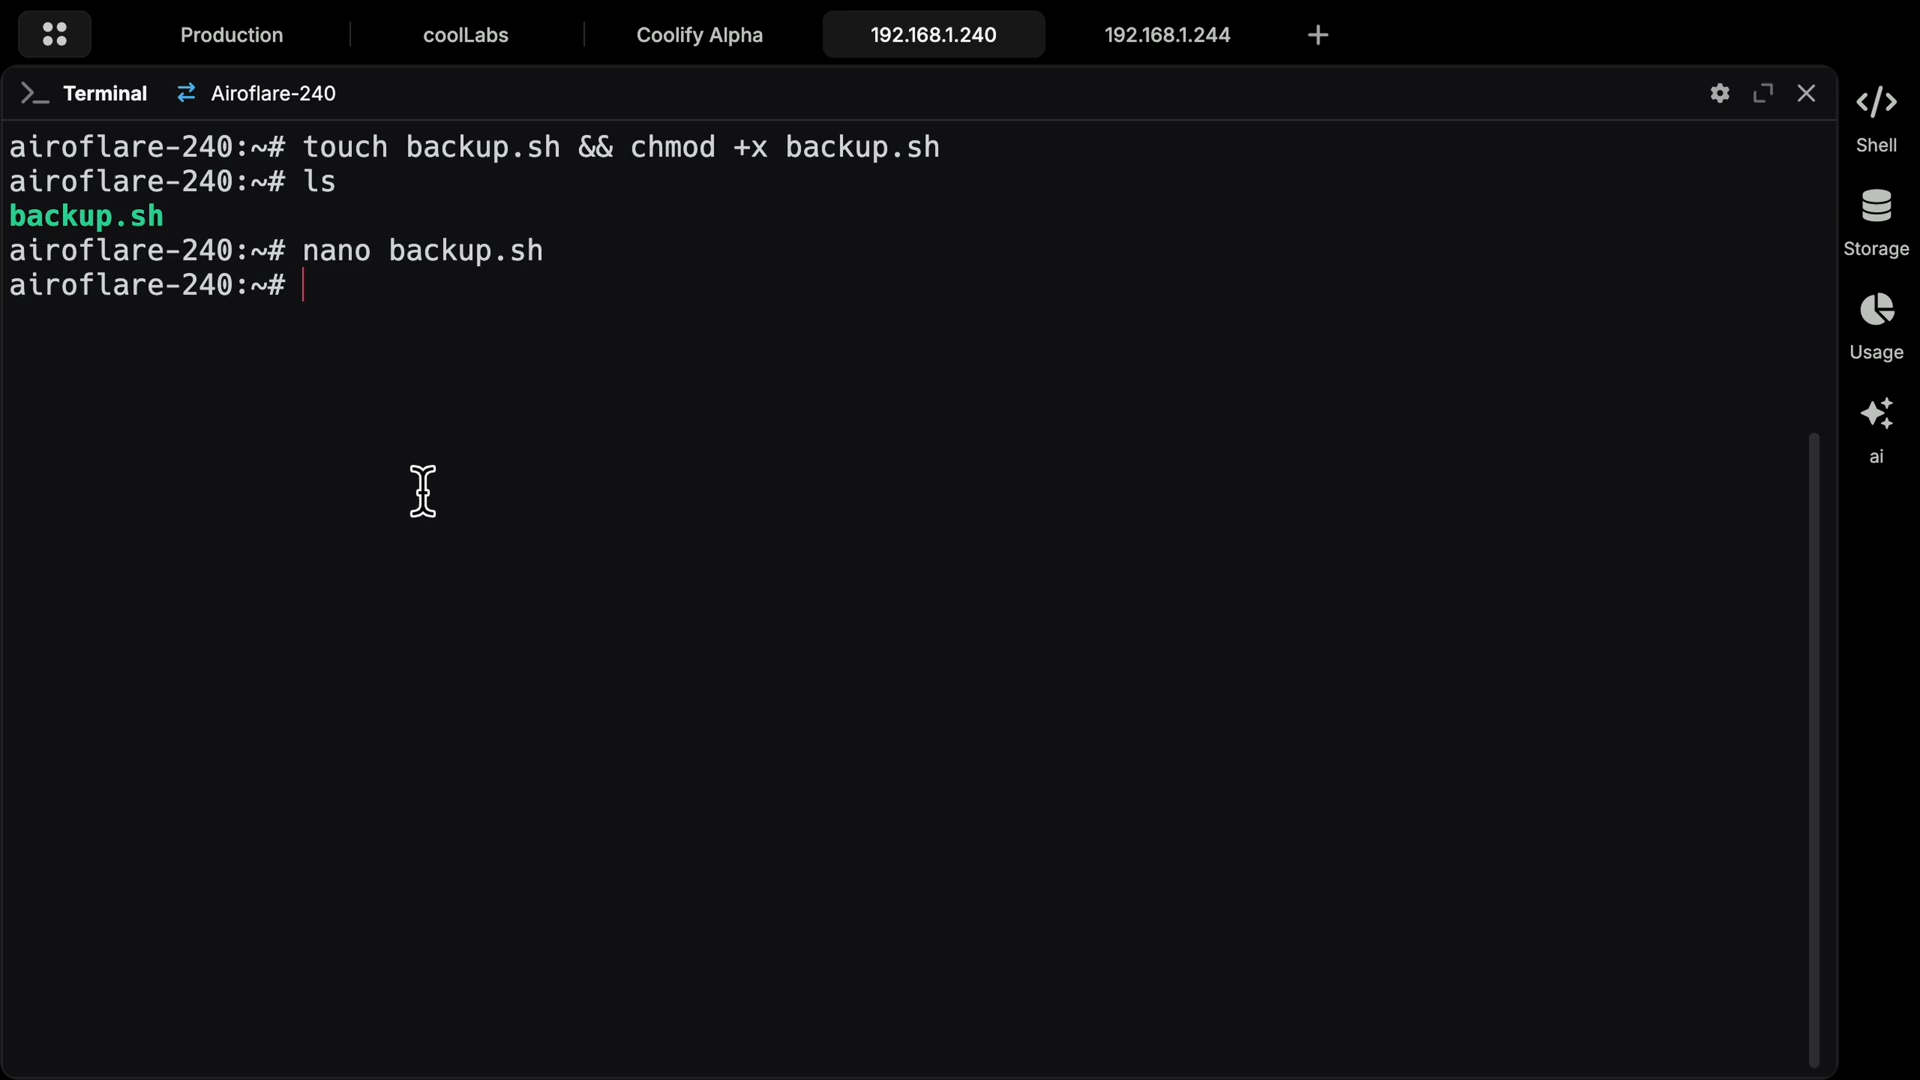 Production
coolLabs
Coolify Alpha
192.168.1.240
192.168.1.244
+
>_ Terminal
Airoflare-240
airoflare-240:~# touch backup.sh && chmod +x backup.sh
airoflare-240:~# ls
backup.sh
airoflare-240:~# nano backup.sh
airoflare-240:~#
Shell
Storage
Usage
ai